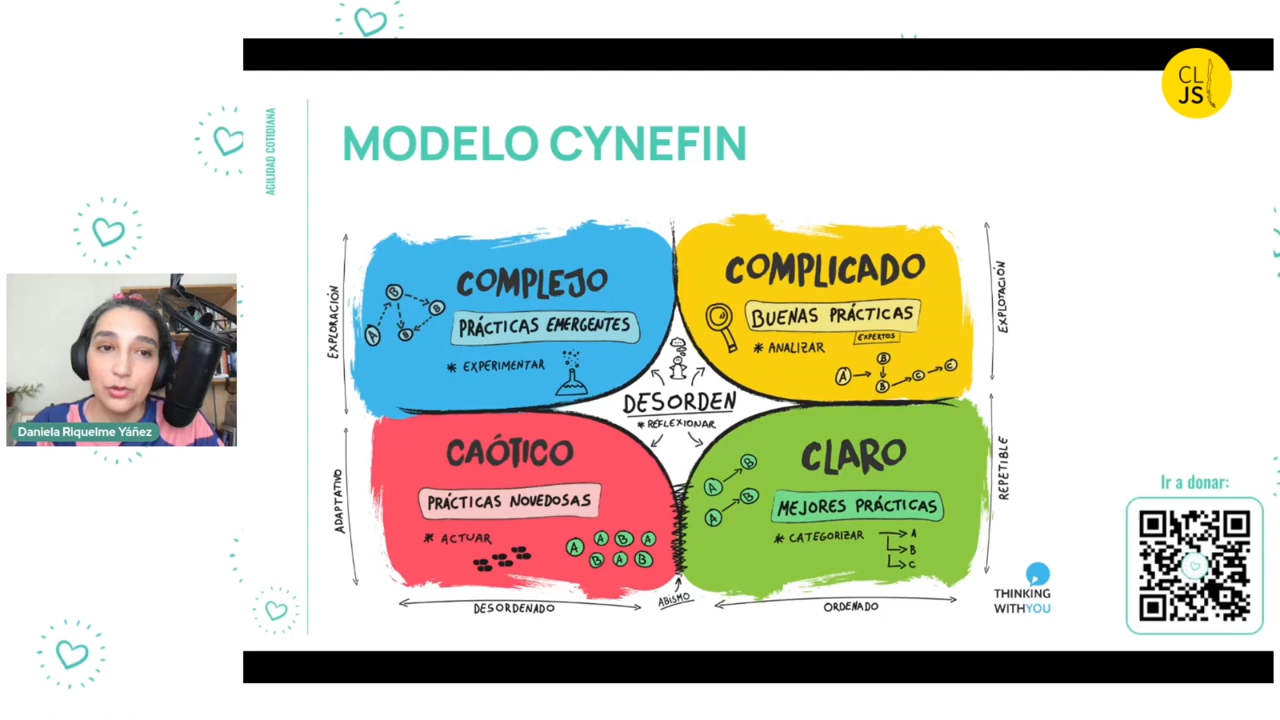 CL
JS
AGILIDAD COTIDIANA
MODELO CYNEFIN
EXPLORACIÓN
COMPLEJO
PRÁCTICAS EMERGENTES
* EXPERIMENTAR
A
B
B
B
COMPLICADO
BUENAS PRÁCTICAS
EXPERTOS
* ANALIZAR
A
B
B
C
C
EXPLOTACIÓN
DESORDEN
* REFLEXIONAR
ADAPTATIVO
CAÓTICO
PRÁCTICAS NOVEDOSAS
* ACTUAR
A A B A
B A B
CLARO
A B
A B
MEJORES PRÁCTICAS
* CATEGORIZAR
A
B
C
REPETIBLE
DESORDENADO
ABISMO
ORDENADO
THINKING
WITHYOU
Daniela Riquelme Yáñez
Ir a donar: